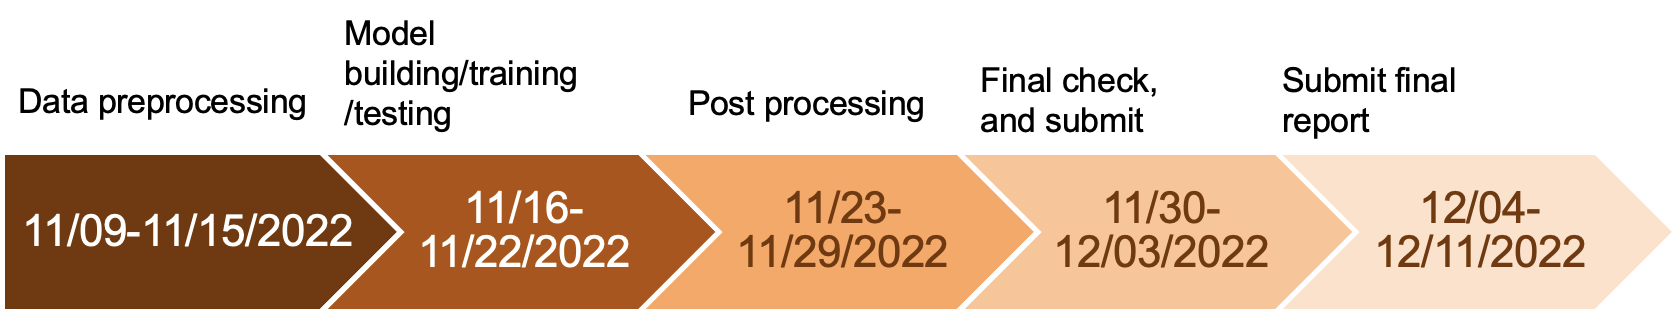 Data preprocessing
Model
building/training
/testing
Post processing
Final check,
and submit
Submit final
report
11/09-11/15/2022
11/16-
11/22/2022
11/23-
11/29/2022
11/30-
12/03/2022
12/04-
12/11/2022